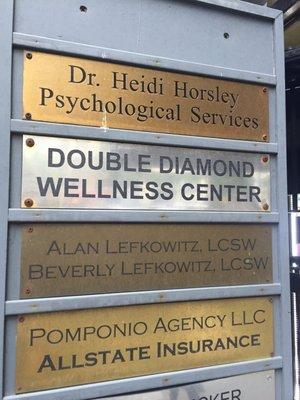 Dr. Heidi Horsley
Psychological Services
DOUBLE DIAMOND
WELLNESS CENTER
ALAN LEFKOWITZ, LCSW
BEVERLY LEFKOWITZ, LCSW
POMPONIO AGENCY LLC
ALLSTATE INSURANCE